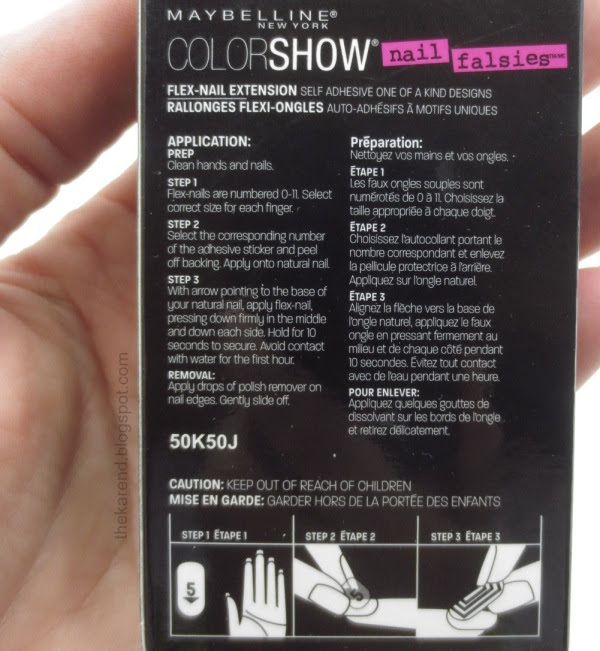 MAYBELLINE®
NEW YORK
COLORSHOW® nail falsies™/MC
FLEX-NAIL EXTENSION SELF ADHESIVE ONE OF A KIND DESIGNS
RALLONGES FLEXI-ONGLES AUTO-ADHÉSIFS À MOTIFS UNIQUES
APPLICATION:
PREP
Clean hands and nails.
STEP 1
Flex-nails are numbered 0-11. Select
correct size for each finger.
STEP 2
Select the corresponding number
of the adhesive sticker and peel
off backing. Apply onto natural nail.
STEP 3
With arrow pointing to the base of
your natural nail, apply flex-nail,
pressing down firmly in the middle
and down each side. Hold for 10
seconds to secure. Avoid contact
with water for the first hour.
REMOVAL:
Apply drops of polish remover on
nail edges. Gently slide off.
50K50J
Préparation:
Nettoyez vos mains et vos ongles.
ÉTAPE 1
Les faux ongles souples sont
numérotés de 0 à 11. Choisissez la
taille appropriée à chaque doigt.
ÉTAPE 2
Choisissez l'autocollant portant le
nombre correspondant et enlevez
la pellicule protectrice à l'arrière.
Appliquez sur l'ongle naturel.
ÉTAPE 3
Alignez la flèche vers la base de
l'ongle naturel, appliquez le faux
ongle en pressant fermement au
milieu et de chaque côté pendant
10 secondes. Évitez tout contact
avec de l'eau pendant une heure.
POUR ENLEVER:
Appliquez quelques gouttes de
dissolvant sur les bords de l'ongle
et retirez délicatement.
CAUTION: KEEP OUT OF REACH OF CHILDREN
MISE EN GARDE: GARDER HORS DE LA PORTÉE DES ENFANTS
STEP 1 ÉTAPE 1
STEP 2 ÉTAPE 2
STEP 3 ÉTAPE 3
5
5
thekarend.blogspot.com